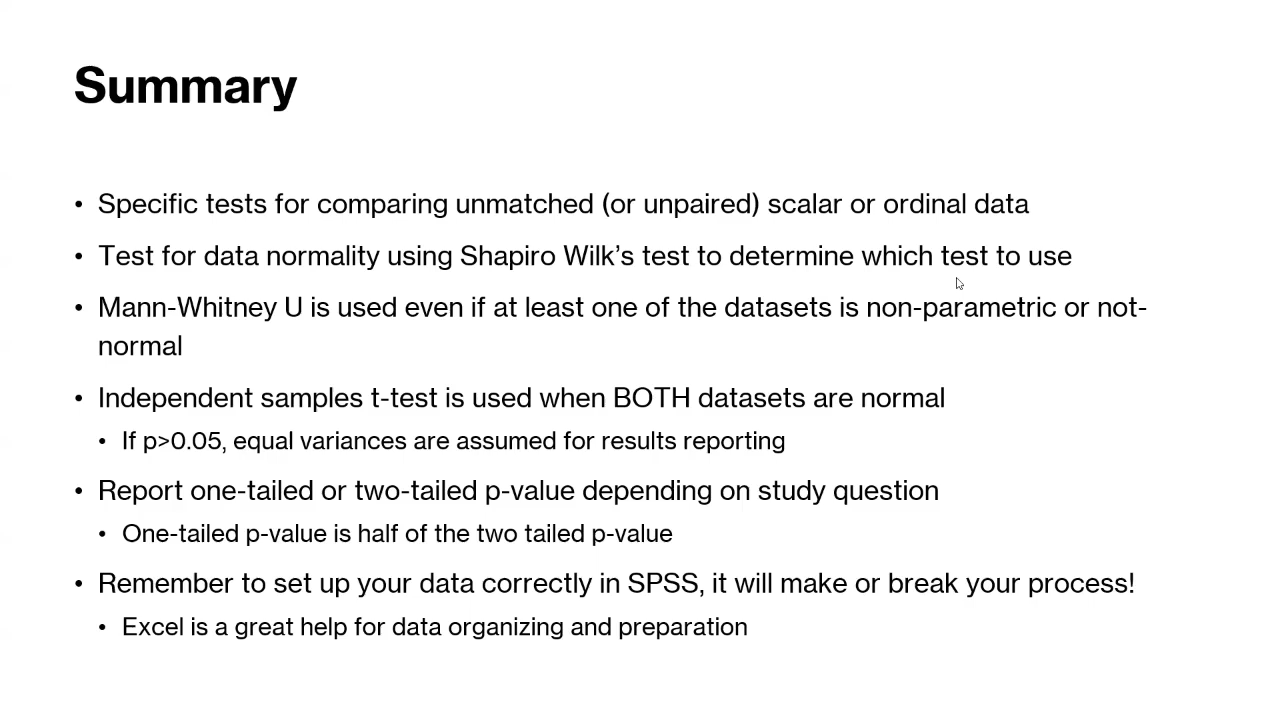 Summary
• Specific tests for comparing unmatched (or unpaired) scalar or ordinal data
• Test for data normality using Shapiro Wilk’s test to determine which test to use
• Mann-Whitney U is used even if at least one of the datasets is non-parametric or not-
normal
• Independent samples t-test is used when BOTH datasets are normal
• If p>0.05, equal variances are assumed for results reporting
• Report one-tailed or two-tailed p-value depending on study question
• One-tailed p-value is half of the two tailed p-value
• Remember to set up your data correctly in SPSS, it will make or break your process!
• Excel is a great help for data organizing and preparation